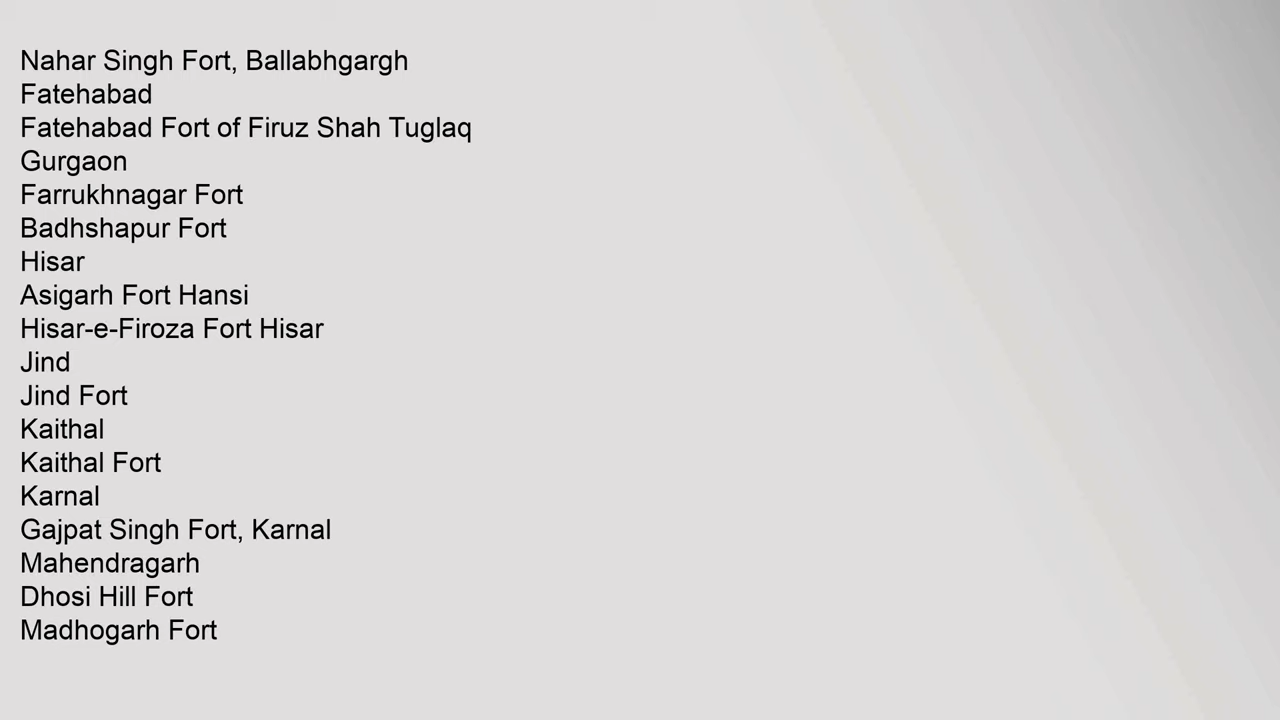 Nahar Singh Fort, Ballabhgargh
Fatehabad
Fatehabad Fort of Firuz Shah Tuglaq
Gurgaon
Farrukhnagar Fort
Badhshapur Fort
Hisar
Asigarh Fort Hansi
Hisar-e-Firoza Fort Hisar
Jind
Jind Fort
Kaithal
Kaithal Fort
Karnal
Gajpat Singh Fort, Karnal
Mahendragarh
Dhosi Hill Fort
Madhogarh Fort